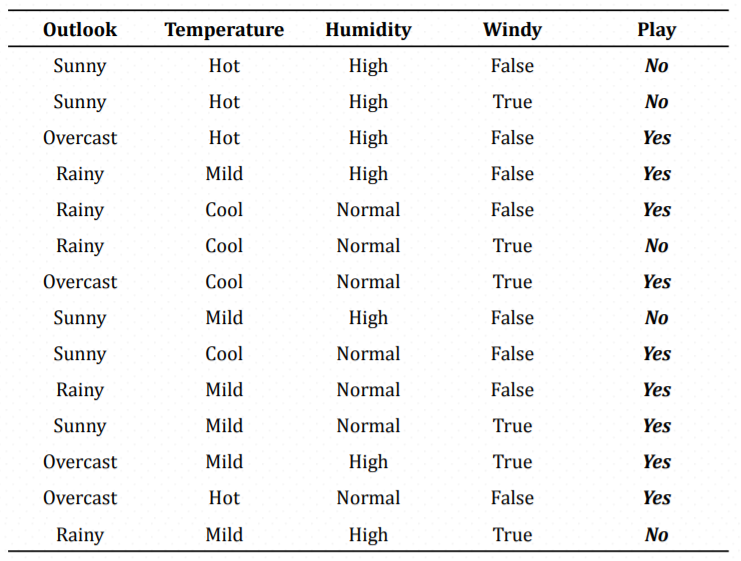 Outlook Temperature Humidity Windy Play
Sunny Hot High False No
Sunny Hot High True No
Overcast Hot High False Yes
Rainy Mild High False Yes
Rainy Cool Normal False Yes
Rainy Cool Normal True No
Overcast Cool Normal True Yes
Sunny Mild High False No
Sunny Cool Normal False Yes
Rainy Mild Normal False Yes
Sunny Mild Normal True Yes
Overcast Mild High True Yes
Overcast Hot Normal False Yes
Rainy Mild High True No